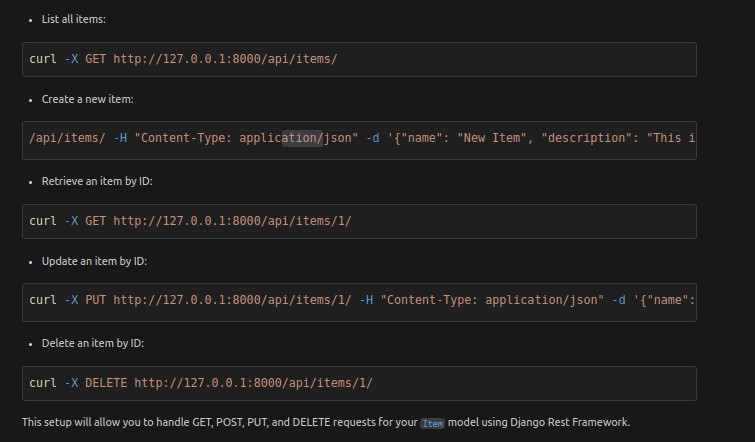 • List all items:
curl -X GET http://127.0.0.1:8000/api/items/
• Create a new item:
/api/items/ -H "Content-Type: application/json" -d '{"name": "New Item", "description": "This i
• Retrieve an item by ID:
curl -X GET http://127.0.0.1:8000/api/items/1/
• Update an item by ID:
curl -X PUT http://127.0.0.1:8000/api/items/1/ -H "Content-Type: application/json" -d '{"name":
• Delete an item by ID:
curl -X DELETE http://127.0.0.1:8000/api/items/1/
This setup will allow you to handle GET, POST, PUT, and DELETE requests for your Item model using Django Rest Framework.